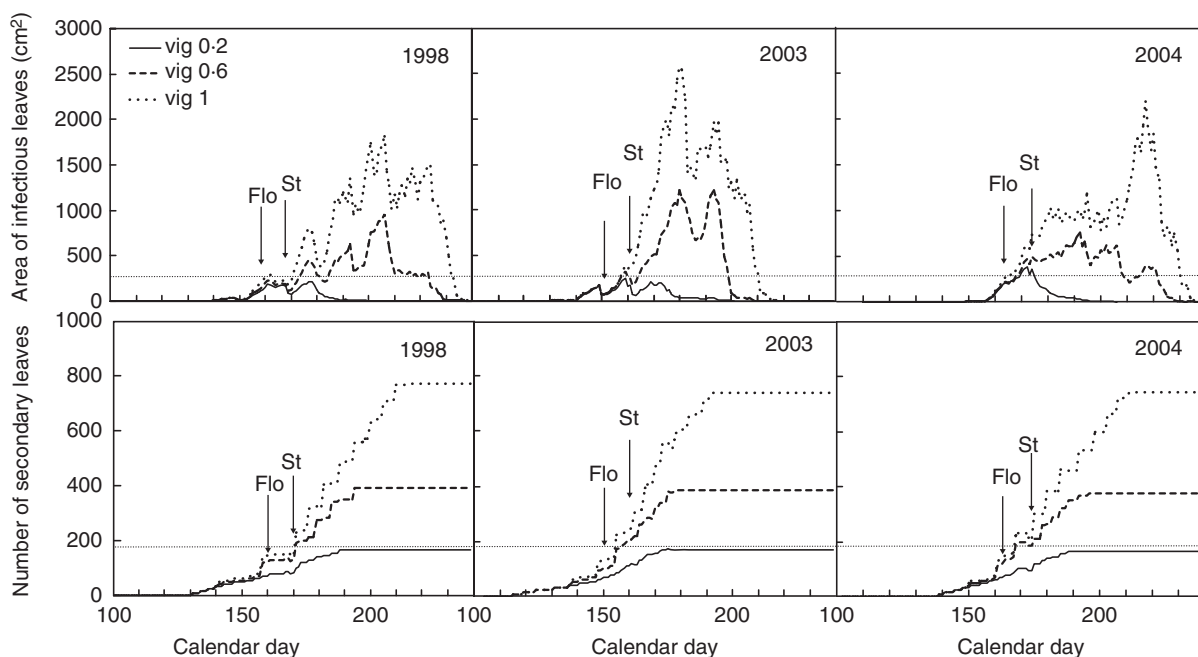 Area of infectious leaves (cm²)
3000
2500
2000
1500
1000
500
0
vig 0·2
vig 0·6
vig 1
1998
Flo
St
2003
Flo
St
2004
Flo
St
Number of secondary leaves
1000
800
600
400
200
0
1998
Flo
St
2003
Flo
St
2004
Flo
St
100 150 200 100 150 200 100 150 200
Calendar day Calendar day Calendar day